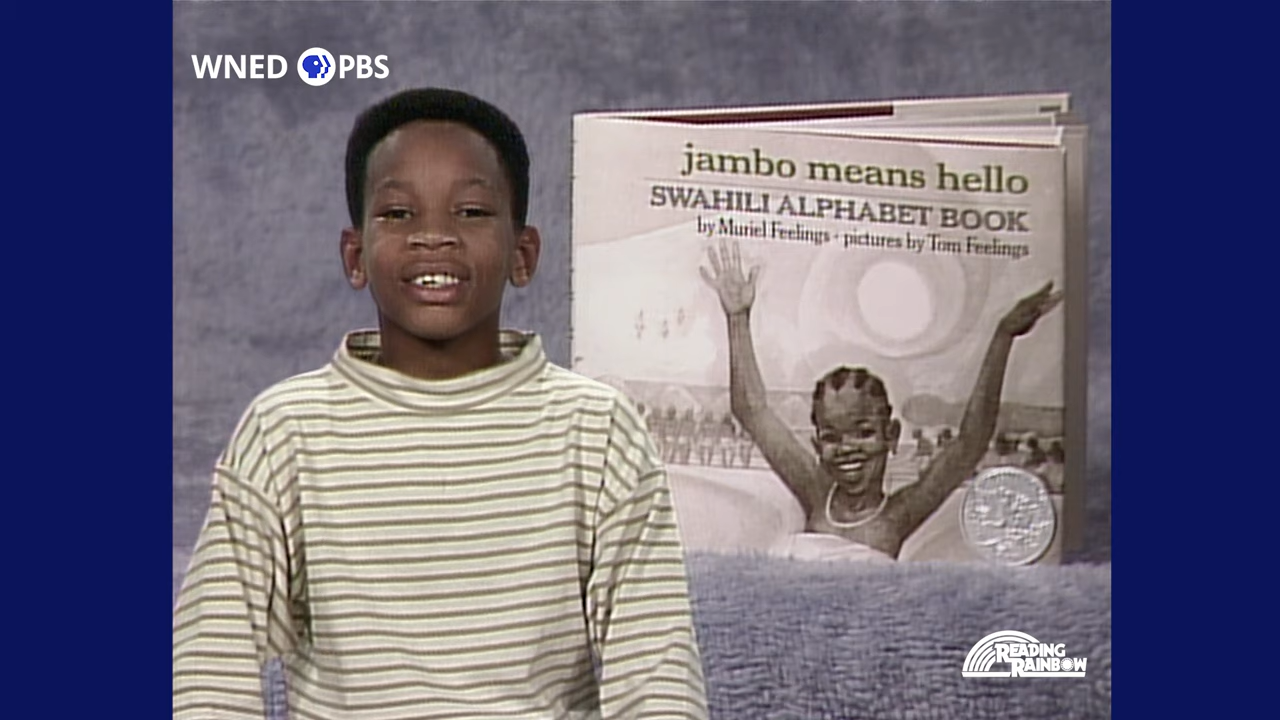 WNED PBS
jambo means hello
SWAHILI ALPHABET BOOK
by Muriel Feelings · pictures by Tom Feelings
READING
RAINBOW